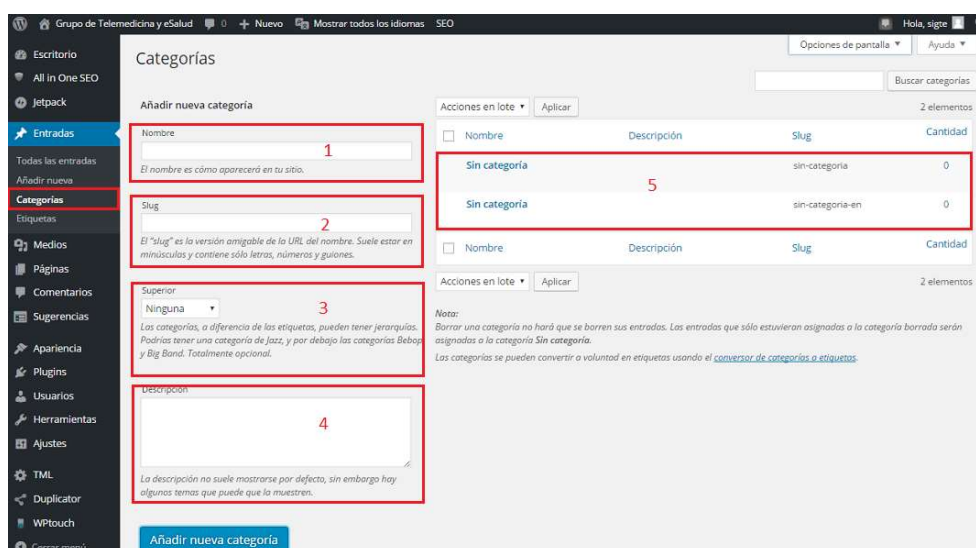 Grupo de Telemedicina y eSalud 0 + Nuevo Mostrar todos los idiomas SEO Hola, sigte
Escritorio
All in One SEO
Jetpack
Entradas
Todas las entradas
Añadir nueva
Categorías
Etiquetas
Medios
Páginas
Comentarios
Sugerencias
Apariencia
Plugins
Usuarios
Herramientas
Ajustes
TML
Duplicator
WPtouch
Cerrar menú
Opciones de pantalla ▼ Ayuda ▼
Categorías
Buscar categorías
Añadir nueva categoría
Nombre
1
El nombre es cómo aparecerá en tu sitio.
Slug
2
El "slug" es la versión amigable de la URL del nombre. Suele estar en
minúsculas y contiene sólo letras, números y guiones.
Superior
Ninguna
3
Las categorías, a diferencia de las etiquetas, pueden tener jerarquías.
Podrías tener una categoría de Jazz, y por debajo las categorías Bebop
y Big Band. Totalmente opcional.
Descripción
4
La descripción no suele mostrarse por defecto, sin embargo hay
algunos temas que puede que la muestren.
Añadir nueva categoría
Acciones en lote Aplicar 2 elementos
Nombre Descripción Slug Cantidad
Sin categoría sin-categoria 0
5
Sin categoría sin-categoria-en 0
Nombre Descripción Slug Cantidad
Acciones en lote Aplicar 2 elementos
Nota:
Borrar una categoría no hará que se borren sus entradas. Las entradas que sólo estuvieran asignadas a la categoría borrada serán
asignadas a la categoría Sin categoría.
Las categorías se pueden convertir a voluntad en etiquetas usando el conversor de categorías a etiquetas.